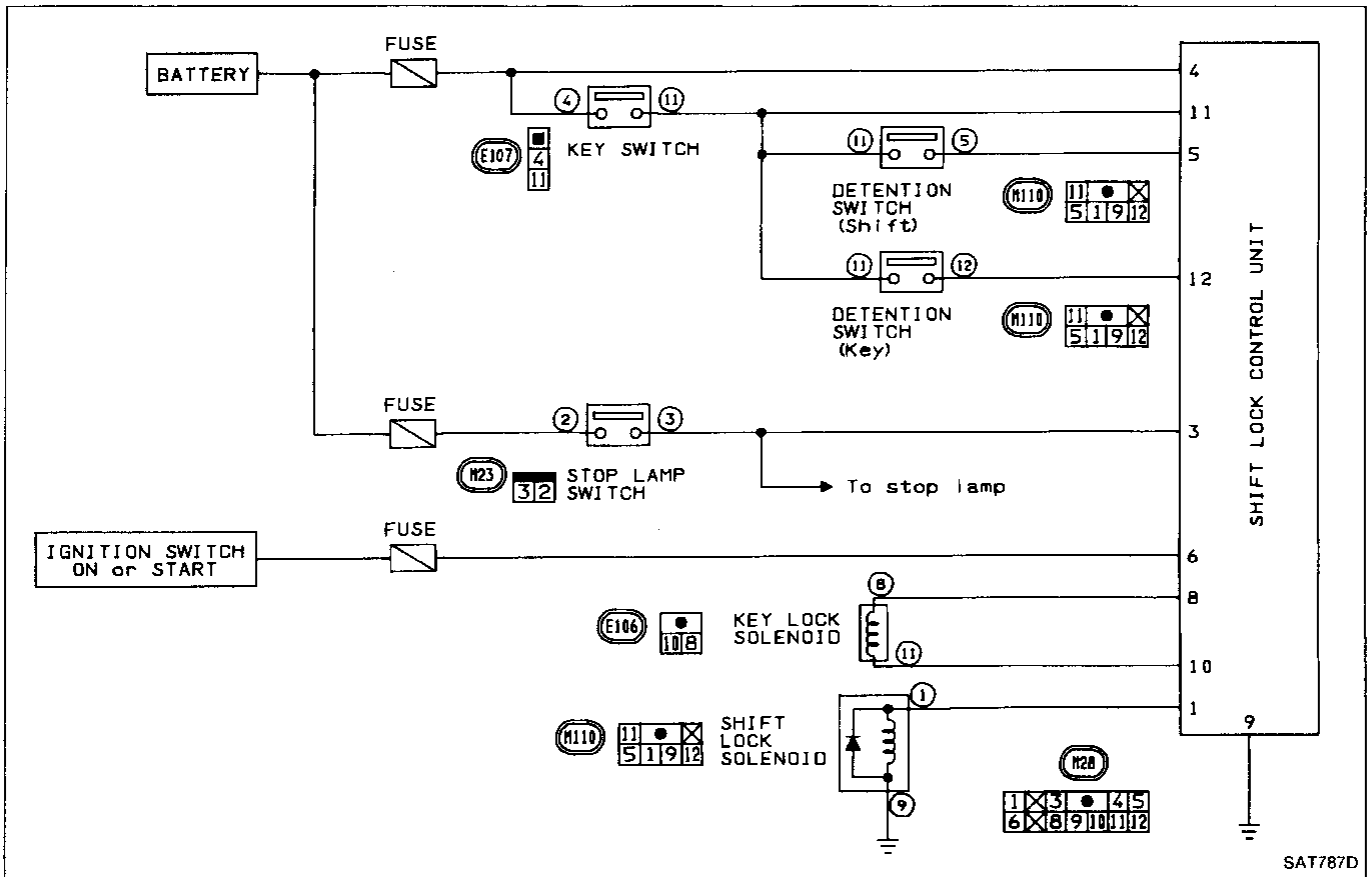 FUSE
BATTERY
4
4 11
11
E107
4
11
KEY SWITCH
11 5
5
DETENTION
SWITCH
(Shift)
M110
11
5 1 9 12
11 12
12
DETENTION
SWITCH
(Key)
M110
11
5 1 9 12
SHIFT LOCK CONTROL UNIT
FUSE
2 3
3
M23
3 2
STOP LAMP
SWITCH
To stop lamp
FUSE
IGNITION SWITCH
ON or START
6
8
8
E106
10 8
KEY LOCK
SOLENOID
11
10
1
1
M110
11
5 1 9 12
SHIFT
LOCK
SOLENOID
9
9
M28
1 3 4 5
6 8 9 10 11 12
SAT787D